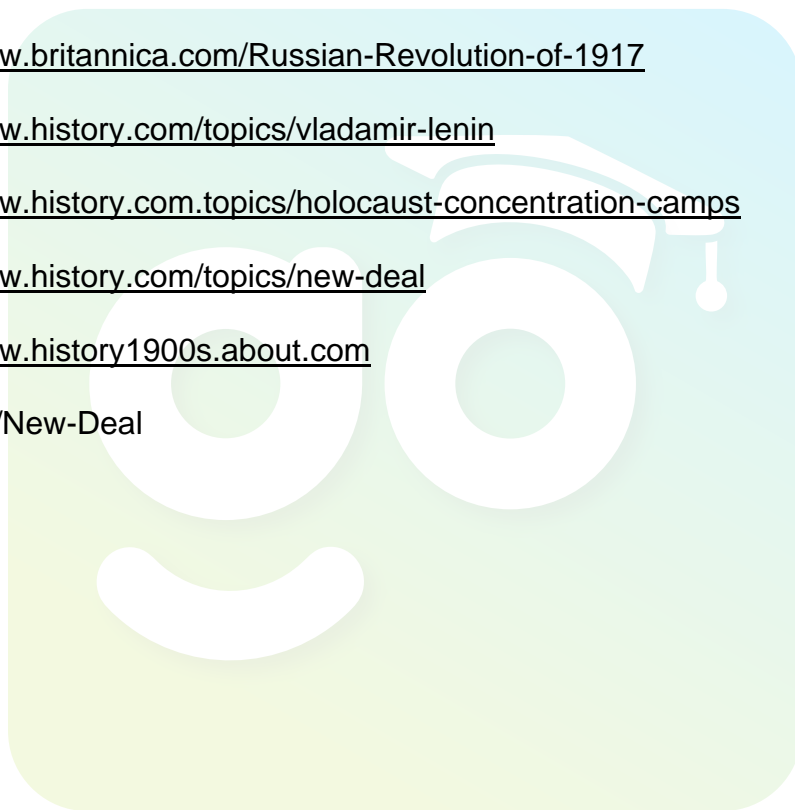 w.britannica.com/Russian-Revolution-of-1917
w.history.com/topics/vladamir-lenin
w.history.com.topics/holocaust-concentration-camps
w.history.com/topics/new-deal
w.history1900s.about.com
/New-Deal
go